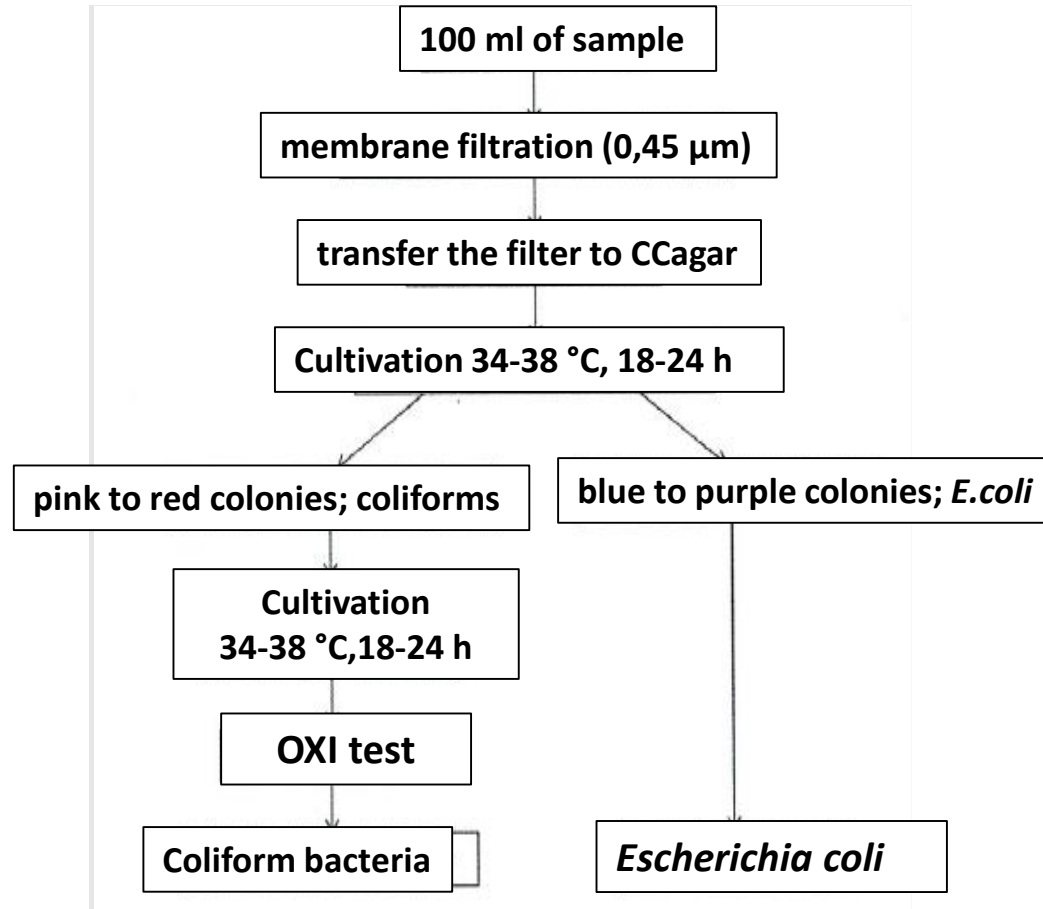 100 ml of sample
membrane filtration (0,45 µm)
transfer the filter to CCagar
Cultivation 34-38 °C, 18-24 h
pink to red colonies; coliforms
blue to purple colonies; E.coli
Cultivation
34-38 °C,18-24 h
OXI test
Coliform bacteria
Escherichia coli